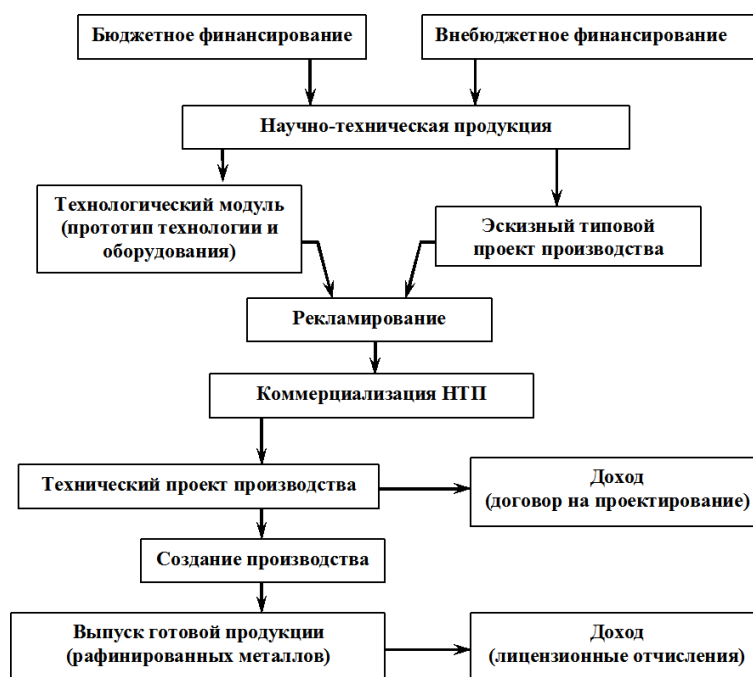 Бюджетное финансирование
Внебюджетное финансирование
Научно-техническая продукция
Технологический модуль
(прототип технологии и
оборудования)
Эскизный типовой
проект производства
Рекламирование
Коммерциализация НТП
Технический проект производства
Доход
(договор на проектирование)
Создание производства
Выпуск готовой продукции
(рафинированных металлов)
Доход
(лицензионные отчисления)